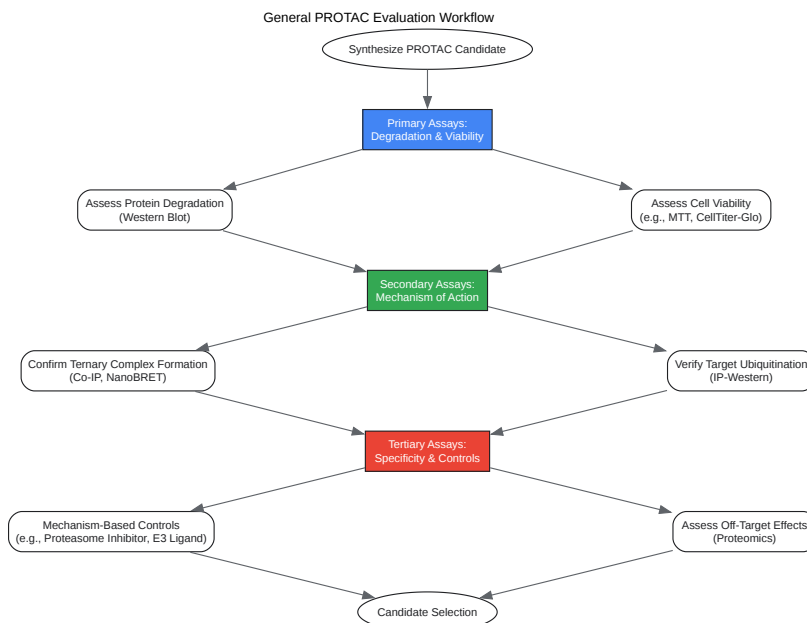 General PROTAC Evaluation Workflow
Synthesize PROTAC Candidate
Primary Assays:
Degradation & Viability
Assess Protein Degradation
(Western Blot)
Assess Cell Viability
(e.g., MTT, CellTiter-Glo)
Secondary Assays:
Mechanism of Action
Confirm Ternary Complex Formation
(Co-IP, NanoBRET)
Verify Target Ubiquitination
(IP-Western)
Tertiary Assays:
Specificity & Controls
Mechanism-Based Controls
(e.g., Proteasome Inhibitor, E3 Ligand)
Assess Off-Target Effects
(Proteomics)
Candidate Selection